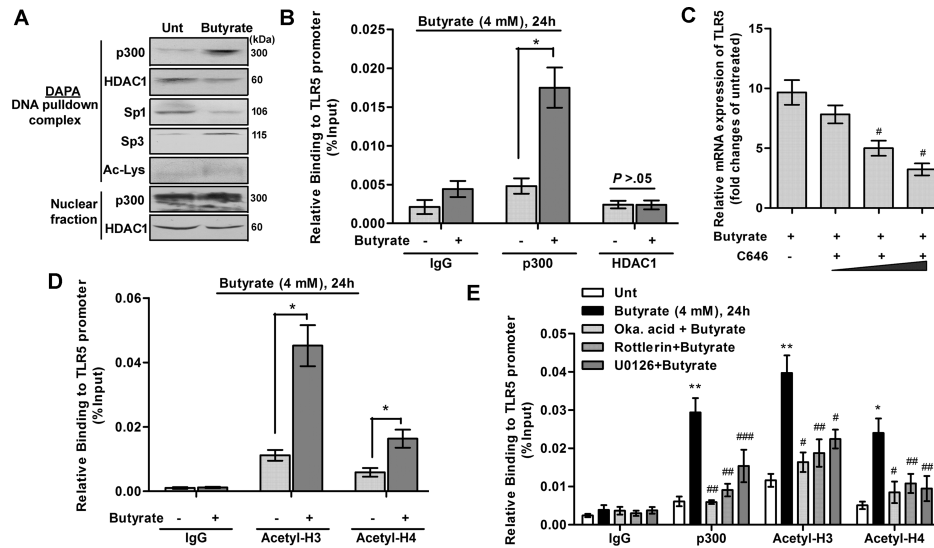 A
Unt Butyrate
(kDa)
DAPA
DNA pulldown
complex
p300 300
HDAC1 60
Sp1 106
Sp3 115
Ac-Lys
Nuclear
fraction
p300 300
HDAC1 60
B
Butyrate (4 mM), 24h
Relative Binding to TLR5 promoter
(% Input)
0.025
0.020
0.015
0.010
0.005
0.000
*
P >.05
Butyrate - + - + - +
IgG p300 HDAC1
C
Relative mRNA expression of TLR5
(fold changes of untreated)
15
10
5
0
#
#
Butyrate + + + +
C646 - + + +
D
Butyrate (4 mM), 24h
Relative Binding to TLR5 promoter
(% Input)
0.06
0.04
0.02
0.00
*
*
Butyrate - + - + - +
IgG Acetyl-H3 Acetyl-H4
E
Unt
Butyrate (4 mM), 24h
Oka. acid + Butyrate
Rottlerin+Butyrate
U0126+Butyrate
Relative Binding to TLR5 promoter
(% Input)
0.05
0.04
0.03
0.02
0.01
0.00
** ## ## ###
** # ## #
* # ## ##
IgG p300 Acetyl-H3 Acetyl-H4